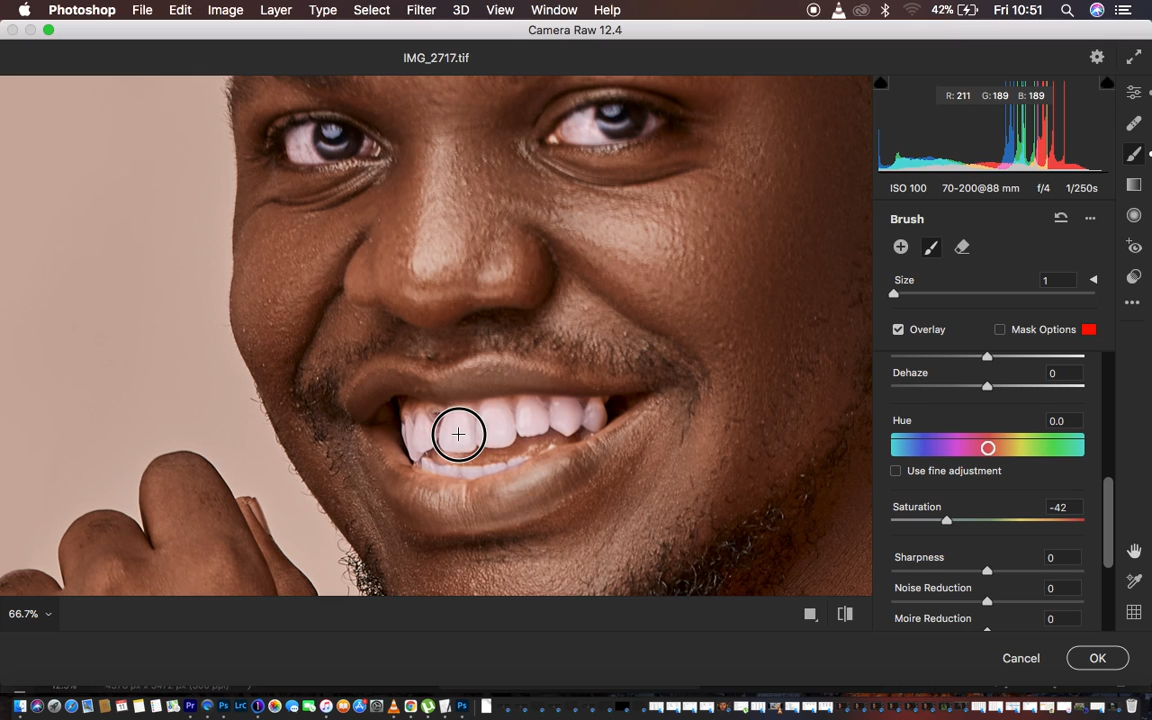 Photoshop File Edit Image Layer Type Select Filter 3D View Window Help 42% Fri 10:51
Camera Raw 12.4
IMG_2717.tif
R: 211 G: 189 B: 189
ISO 100 70-200@88 mm f/4 1/250s
Brush
Size 1
Overlay Mask Options
Dehaze 0
Hue 0.0
Use fine adjustment
Saturation -42
Sharpness 0
Noise Reduction 0
Moire Reduction 0
66.7%
Cancel OK